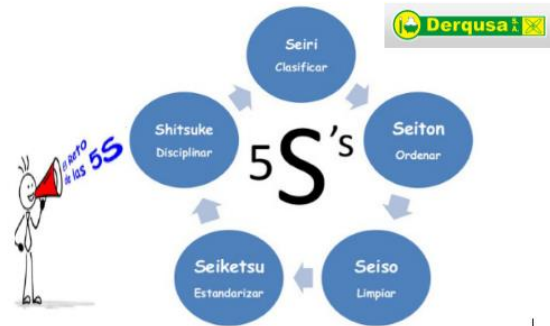 Derqusa S.A.
Seiri
Clasificar
Seiton
Ordenar
Seiso
Limpiar
Seiketsu
Estandarizar
Shitsuke
Disciplinar
5S's
El Reto
de las 5S